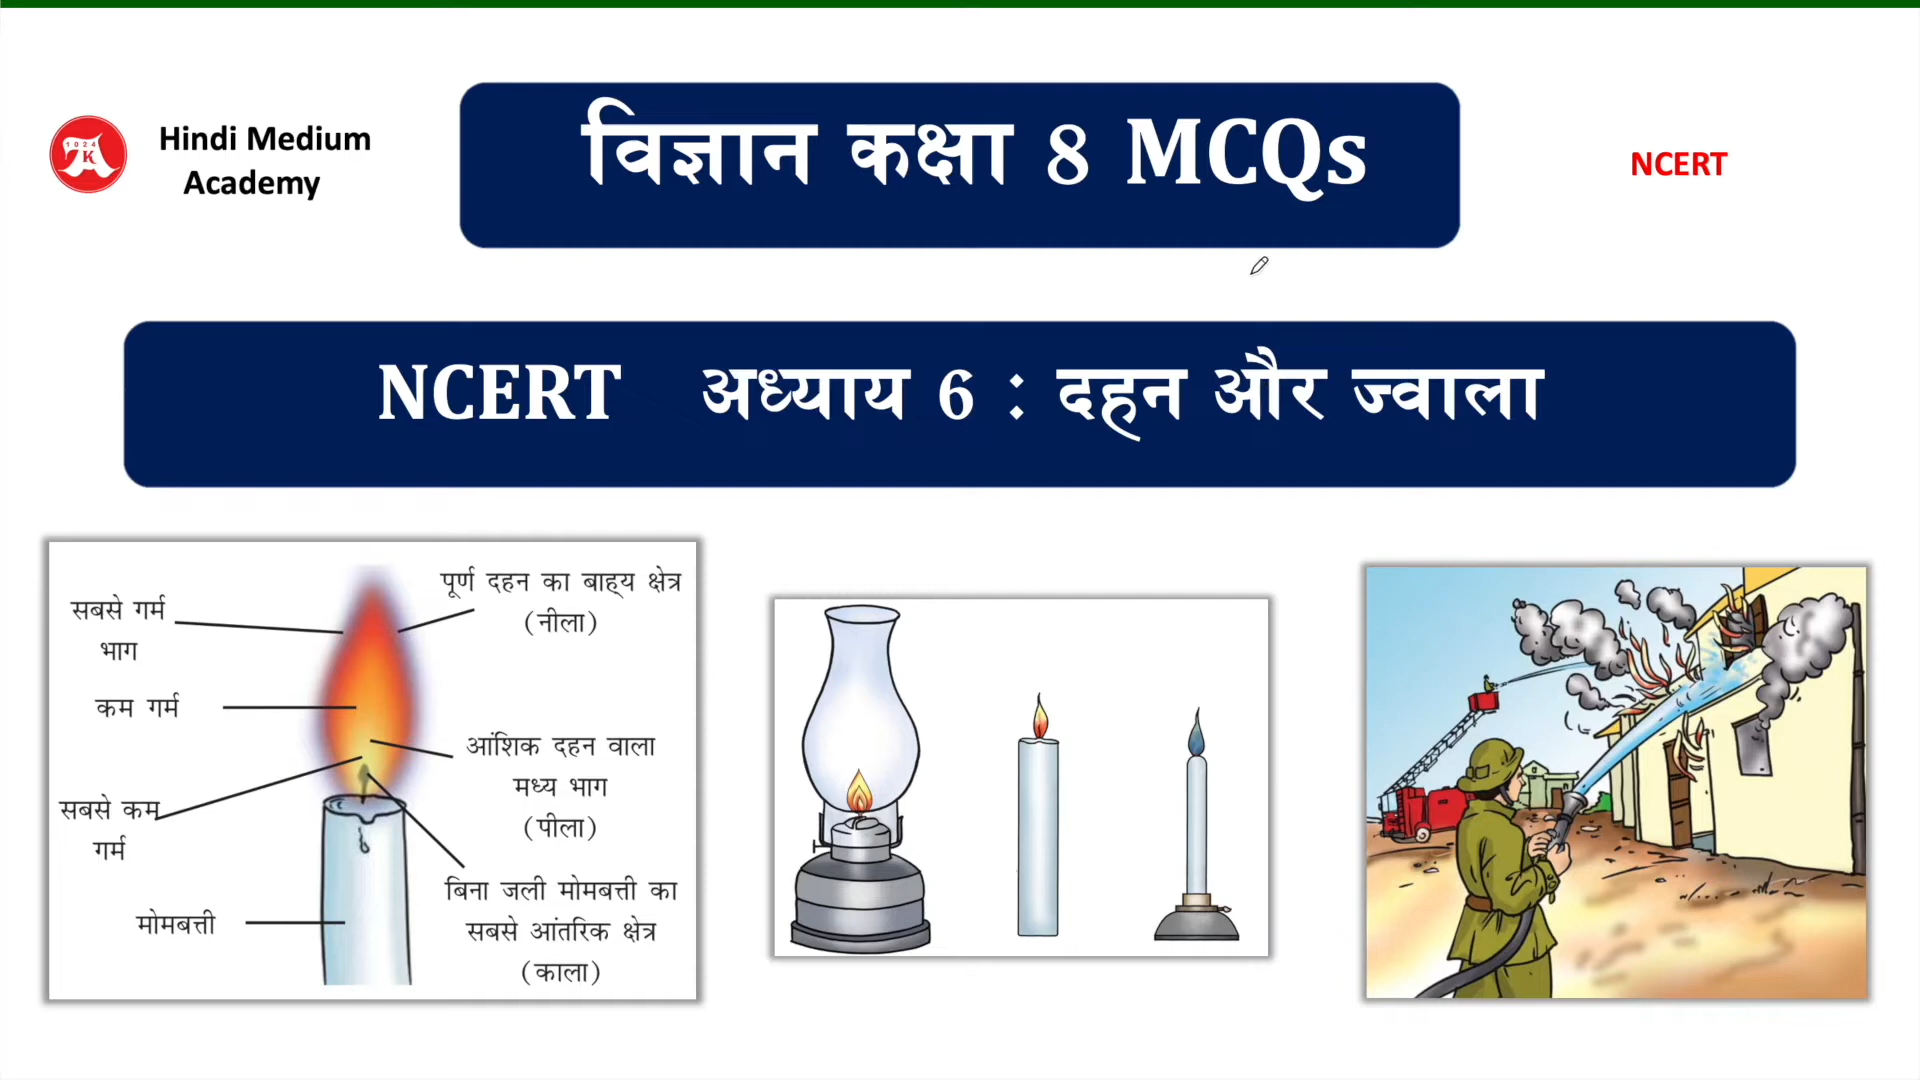 Hindi Medium
Academy
1024
K
विज्ञान कक्षा 8 MCQs
NCERT
NCERT अध्याय 6 : दहन और ज्वाला
सबसे गर्म
भाग
कम गर्म
सबसे कम
गर्म
मोमबत्ती
पूर्ण दहन का बाह्य क्षेत्र
(नीला)
आंशिक दहन वाला
मध्य भाग
(पीला)
बिना जली मोमबत्ती का
सबसे आंतरिक क्षेत्र
(काला)